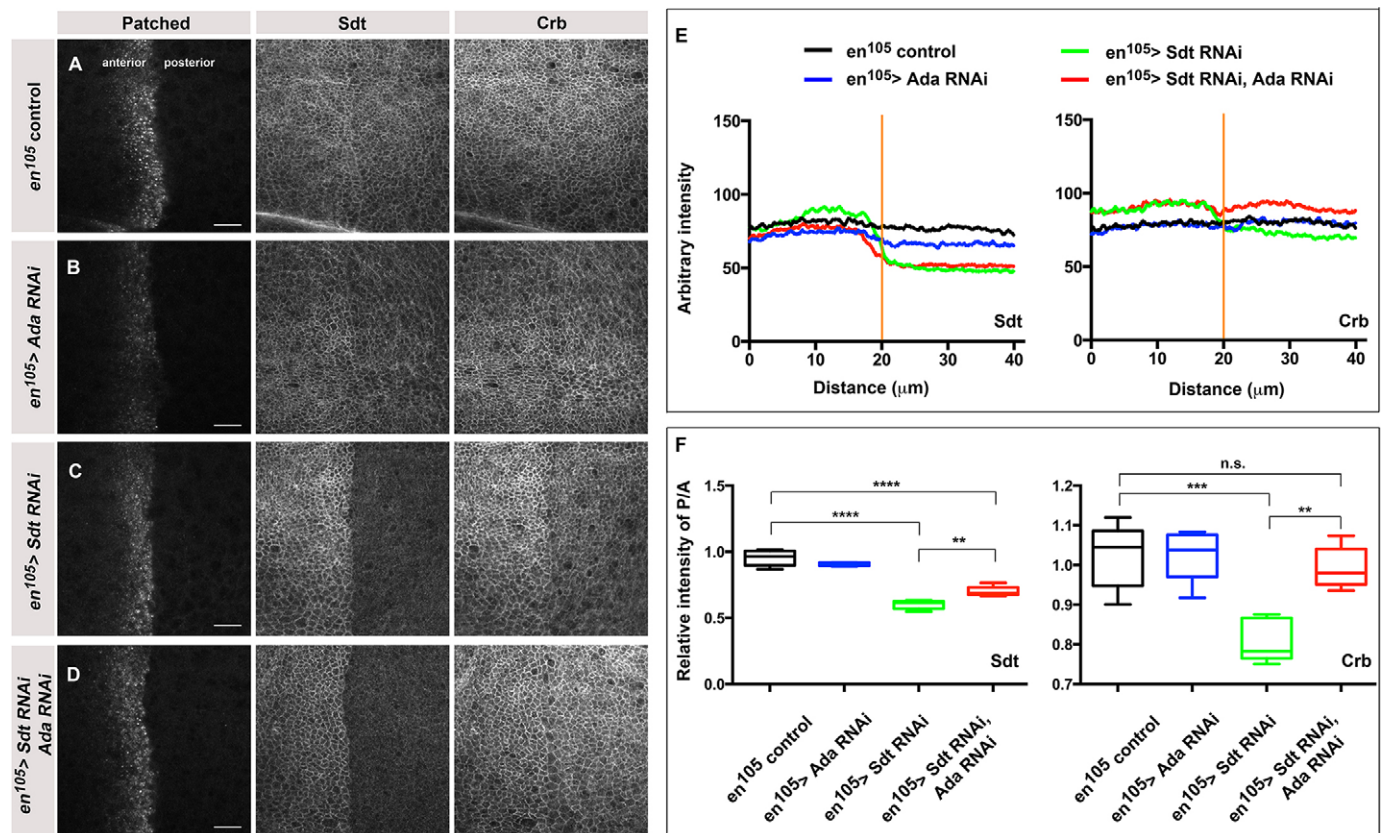 Patched Sdt Crb
en105 control
A anterior posterior
en105> Ada RNAi
B
en105> Sdt RNAi
C
en105> Sdt RNAi
Ada RNAi
D
E
en105 control
en105> Ada RNAi
en105> Sdt RNAi
en105> Sdt RNAi, Ada RNAi
Arbitrary intensity
150
100
50
0
0 10 20 30 40
Distance (μm)
Sdt
150
100
50
0
0 10 20 30 40
Distance (μm)
Crb
F
Relative intensity of P/A
1.5
1.0
0.5
0.0
****
****
**
Sdt
en105 control
en105> Ada RNAi
en105> Sdt RNAi
en105> Sdt RNAi,
Ada RNAi
1.2
1.1
1.0
0.9
0.8
0.7
n.s.
***
**
Crb
en105 control
en105> Ada RNAi
en105> Sdt RNAi
en105> Sdt RNAi,
Ada RNAi